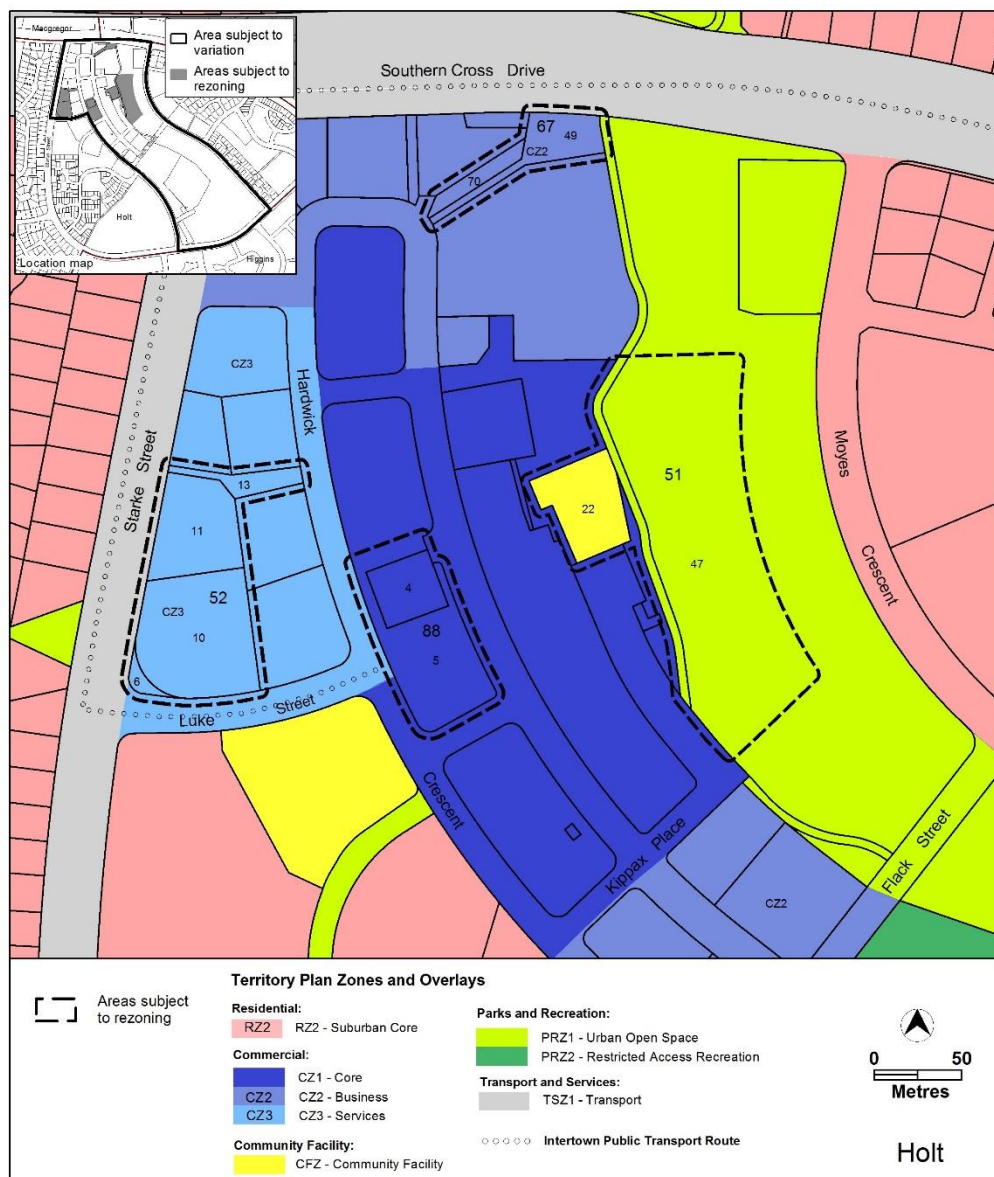 Macgregor
Area subject to
variation
Areas subject to
rezoning
Holt
Higgins
Location map
Southern Cross Drive
67
49
CZ2
70
CZ3
Hardwick
Starke Street
13
11
52
CZ3
10
6
Luke Street
4
88
5
Crescent
22
51
47
Moyes
Crescent
Kippax Place
CZ2
Flack Street
Areas subject
to rezoning
Territory Plan Zones and Overlays
Residential:
RZ2 RZ2 - Suburban Core
Commercial:
CZ1 - Core
CZ2 CZ2 - Business
CZ3 CZ3 - Services
Community Facility:
CFZ - Community Facility
Parks and Recreation:
PRZ1 - Urban Open Space
PRZ2 - Restricted Access Recreation
Transport and Services:
TSZ1 - Transport
Intertown Public Transport Route
0 50
Metres
Holt